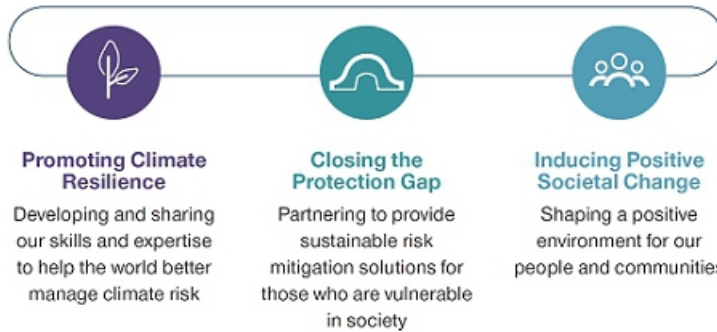 Promoting Climate
Resilience
Developing and sharing
our skills and expertise
to help the world better
manage climate risk
Closing the
Protection Gap
Partnering to provide
sustainable risk
mitigation solutions for
those who are vulnerable
in society
Inducing Positive
Societal Change
Shaping a positive
environment for our
people and communities